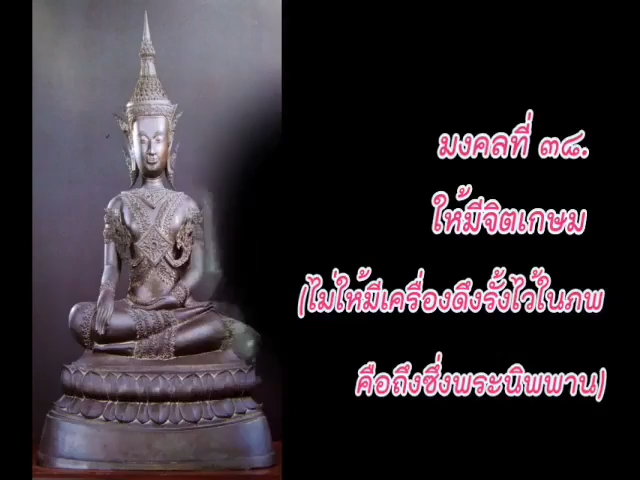 มงคลที่ ๓๘.
ให้มีจิตเกษม
(ไม่ให้มีเครื่องดึงรั้งไว้ในภพ
คือถึงซึ่งพระนิพพาน)